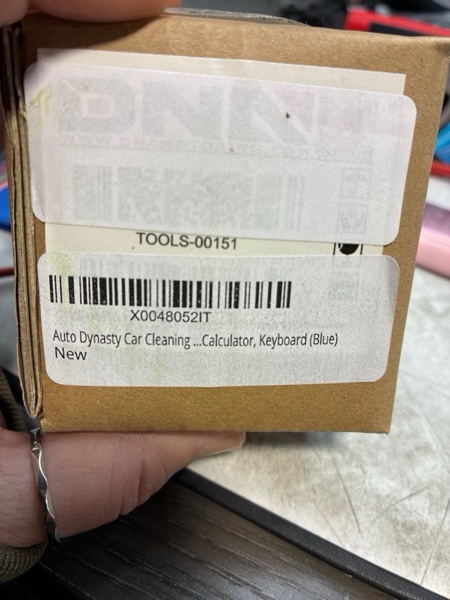 TOOLS-00151
X0048052IT
Auto Dynasty Car Cleaning ...Calculator, Keyboard (Blue)
New